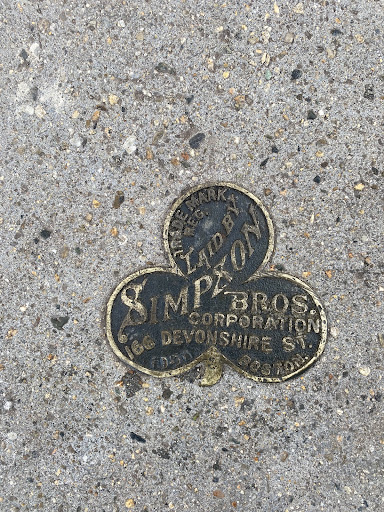 TRADE MARK
REG.
LAID BY
SIMPSON
BROS.
CORPORATION
166 DEVONSHIRE ST.
BOSTON.